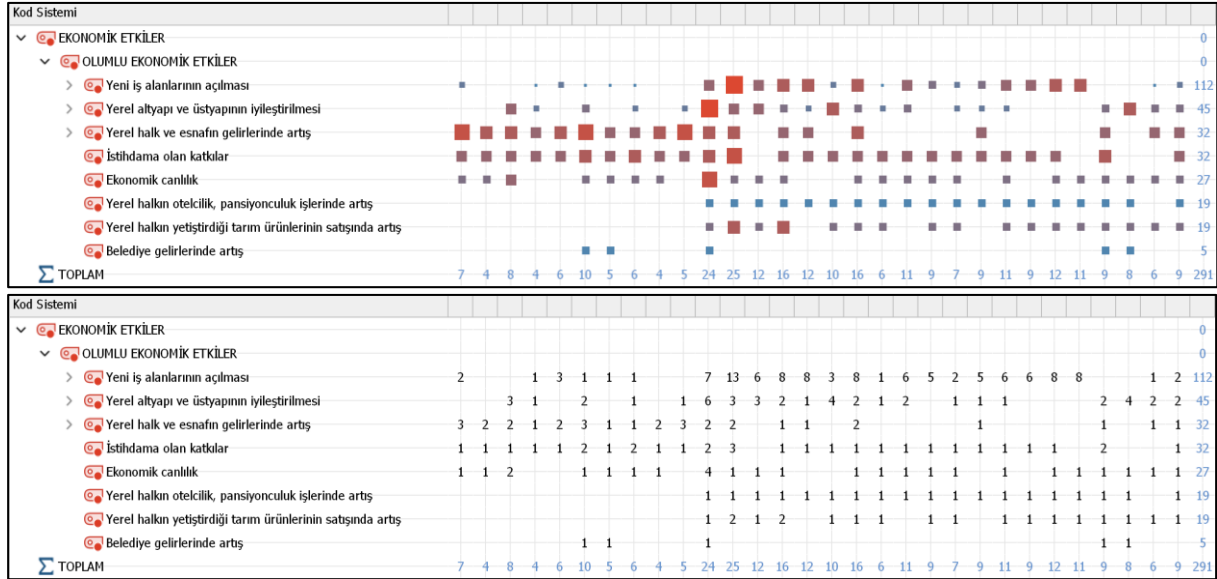 Kod Sistemi
EKONOMİK ETKİLER 0
OLUMLU EKONOMİK ETKİLER 0
Yeni iş alanlarının açılması 112
Yerel altyapı ve üstyapının iyileştirilmesi 45
Yerel halk ve esnafın gelirlerinde artış 32
İstihdama olan katkılar 32
Ekonomik canlılık 27
Yerel halkın otelcilik, pansiyonculuk işlerinde artış 19
Yerel halkın yetiştirdiği tarım ürünlerinin satışında artış 19
Belediye gelirlerinde artış 5
∑ TOPLAM 7 4 8 4 6 10 5 6 4 5 24 25 12 16 12 10 16 6 11 9 7 9 11 9 12 11 9 8 6 9 291
Kod Sistemi
EKONOMİK ETKİLER 0
OLUMLU EKONOMİK ETKİLER 0
Yeni iş alanlarının açılması 2 1 3 1 1 1 7 13 6 8 8 3 8 1 6 5 2 5 6 6 8 8 1 2 112
Yerel altyapı ve üstyapının iyileştirilmesi 3 1 2 1 1 6 3 3 2 1 4 2 1 2 1 1 1 2 4 2 2 45
Yerel halk ve esnafın gelirlerinde artış 3 2 2 1 2 3 1 1 2 3 2 2 1 1 2 1 1 1 1 32
İstihdama olan katkılar 1 1 1 1 1 2 1 2 1 1 2 3 1 1 1 1 1 1 1 1 1 1 1 1 2 1 32
Ekonomik canlılık 1 1 2 1 1 1 1 4 1 1 1 1 1 1 1 1 1 1 1 1 1 1 1 27
Yerel halkın otelcilik, pansiyonculuk işlerinde artış 1 1 1 1 1 1 1 1 1 1 1 1 1 1 1 1 1 1 1 19
Yerel halkın yetiştirdiği tarım ürünlerinin satışında artış 1 2 1 2 1 1 1 1 1 1 1 1 1 1 1 1 1 19
Belediye gelirlerinde artış 1 1 1 1 1 5
∑ TOPLAM 7 4 8 4 6 10 5 6 4 5 24 25 12 16 12 10 16 6 11 9 7 9 11 9 12 11 9 8 6 9 291